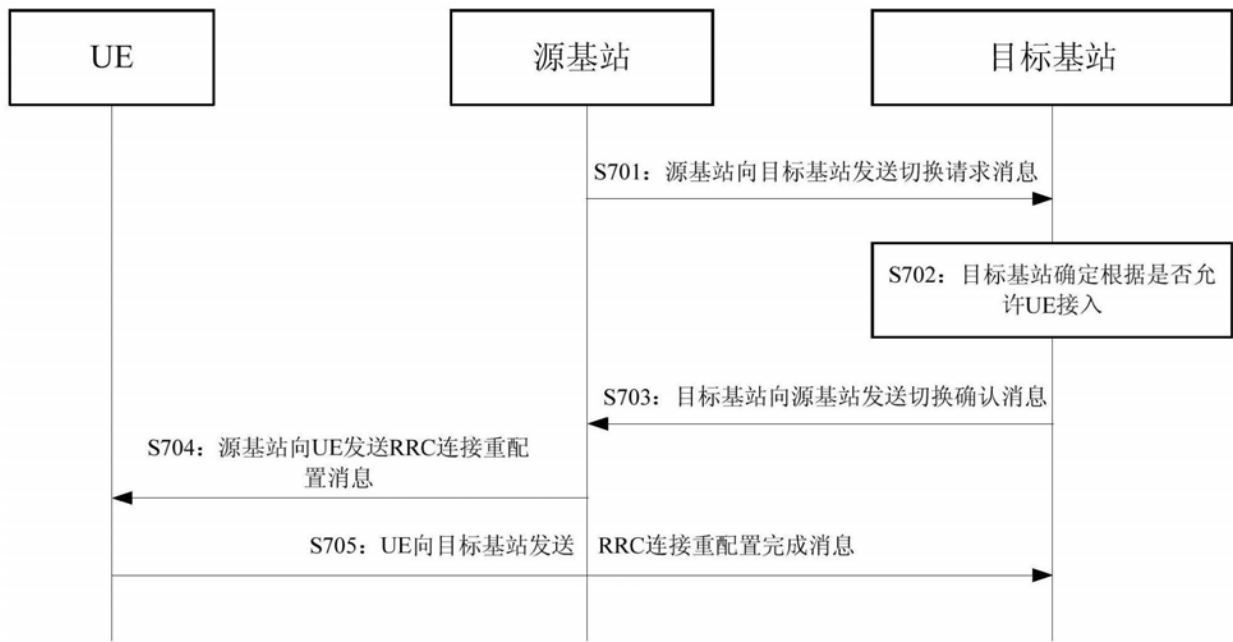 UE
源基站
目标基站
S701：源基站向目标基站发送切换请求消息
S702：目标基站确定根据是否允
许UE接入
S703：目标基站向源基站发送切换确认消息
S704：源基站向UE发送RRC连接重配
置消息
S705：UE向目标基站发送 RRC连接重配置完成消息